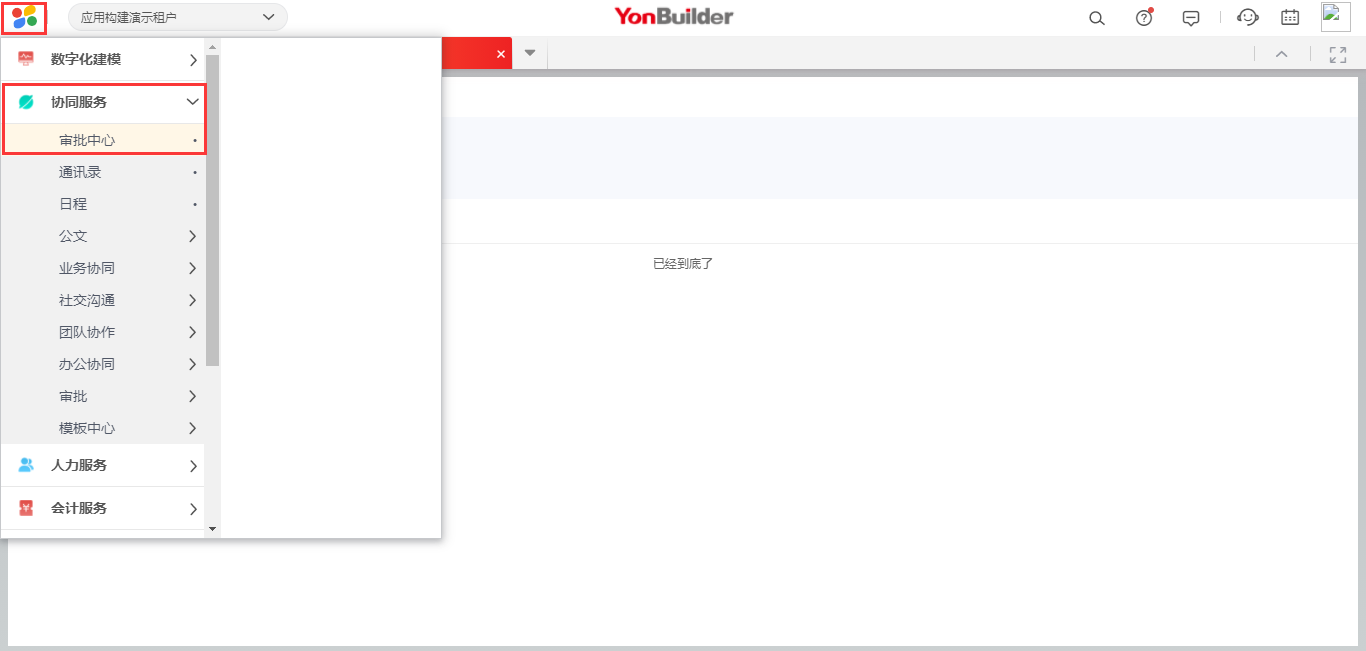 应用构建演示租户
YonBuilder
数字化建模
协同服务
审批中心
通讯录
日程
公文
业务协同
社交沟通
团队协作
办公协同
审批
模板中心
人力服务
会计服务
已经到底了